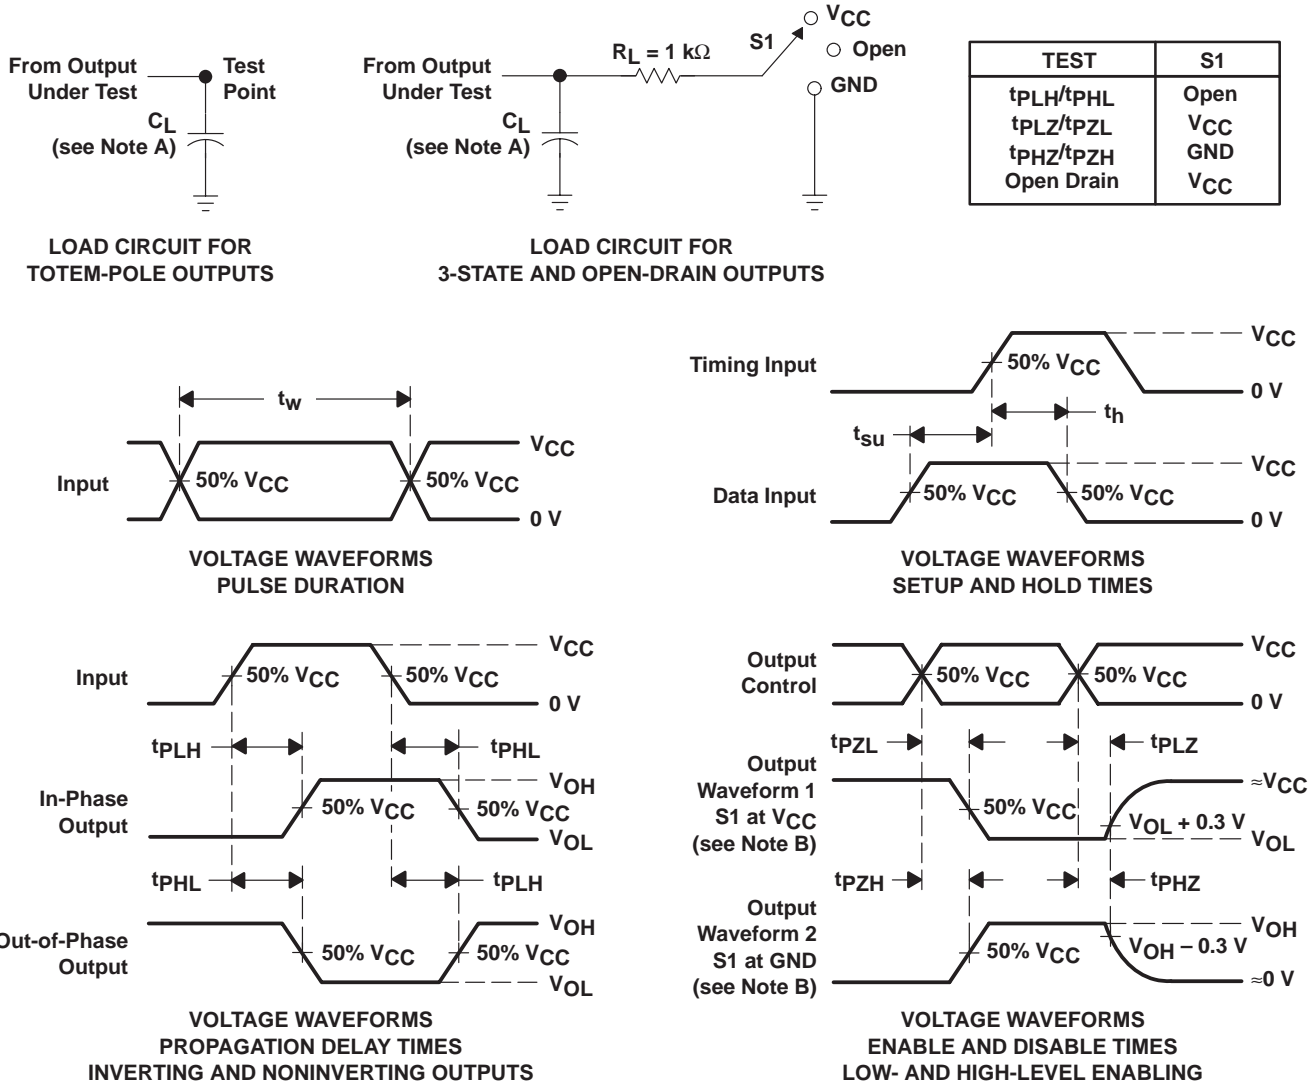 From Output
Under Test
Test
Point
CL
(see Note A)
LOAD CIRCUIT FOR
TOTEM-POLE OUTPUTS
From Output
Under Test
RL = 1 kΩ
S1
VCC
Open
GND
CL
(see Note A)
LOAD CIRCUIT FOR
3-STATE AND OPEN-DRAIN OUTPUTS
TEST S1
tPLH/tPHL Open
tPLZ/tPZL VCC
tPHZ/tPZH GND
Open Drain VCC
tw
Input
50% VCC
50% VCC
VCC
0 V
VOLTAGE WAVEFORMS
PULSE DURATION
Timing Input
50% VCC
VCC
0 V
th
tsu
Data Input
50% VCC
50% VCC
VCC
0 V
VOLTAGE WAVEFORMS
SETUP AND HOLD TIMES
Input
50% VCC
50% VCC
VCC
0 V
tPLH
tPHL
In-Phase
Output
50% VCC
50% VCC
VOH
VOL
tPHL
tPLH
Out-of-Phase
Output
50% VCC
50% VCC
VOH
VOL
VOLTAGE WAVEFORMS
PROPAGATION DELAY TIMES
INVERTING AND NONINVERTING OUTPUTS
Output
Control
50% VCC
50% VCC
VCC
0 V
tPZL
tPLZ
Output
Waveform 1
S1 at VCC
(see Note B)
50% VCC
≈VCC
VOL + 0.3 V
VOL
tPZH
tPHZ
Output
Waveform 2
S1 at GND
(see Note B)
50% VCC
VOH
VOH − 0.3 V
≈0 V
VOLTAGE WAVEFORMS
ENABLE AND DISABLE TIMES
LOW- AND HIGH-LEVEL ENABLING